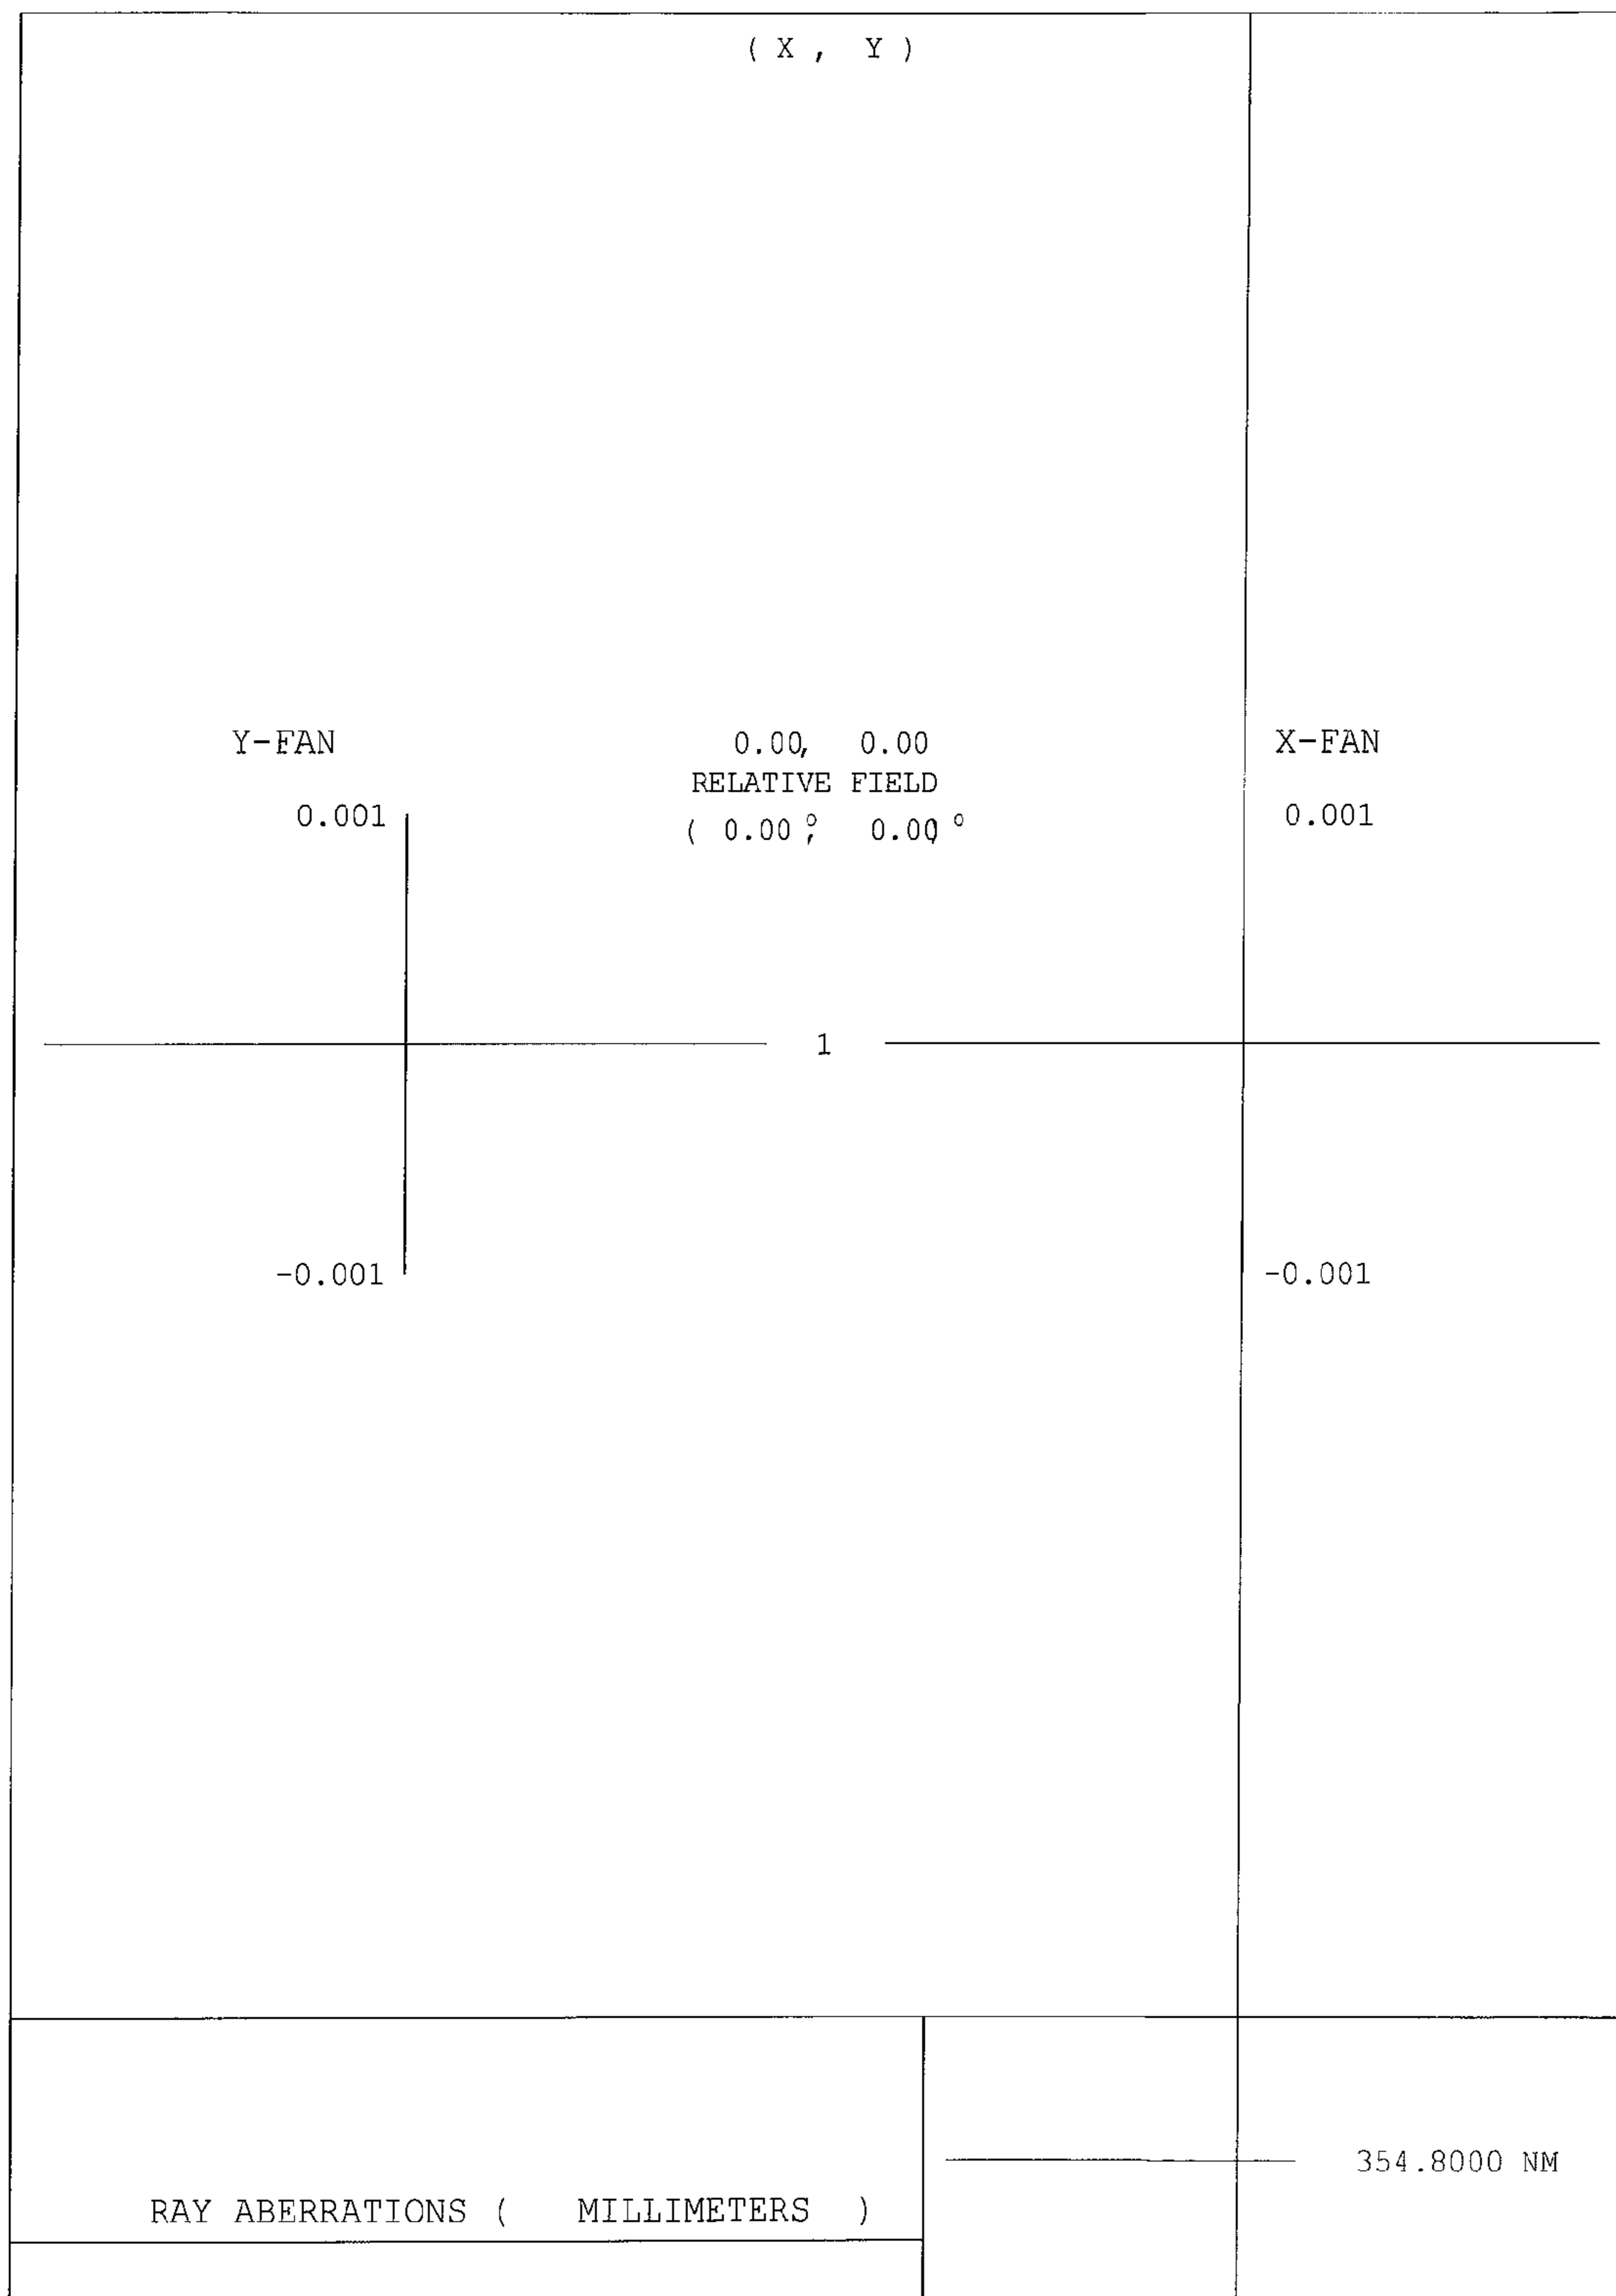 ( X , Y )
Y-FAN
0.00, 0.00
X-FAN
RELATIVE FIELD
0.001
( 0.00°, 0.00)°
0.001
1
-0.001
-0.001
354.8000 NM
RAY ABERRATIONS ( MILLIMETERS )